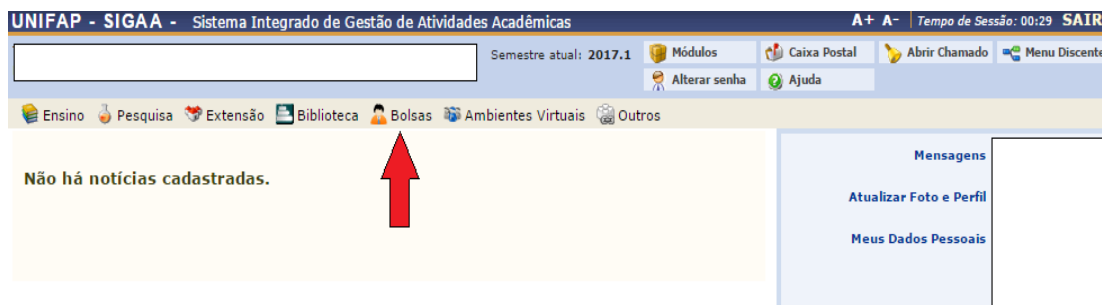 UNIFAP - SIGAA - Sistema Integrado de Gestão de Atividades Acadêmicas A+ A- Tempo de Sessão: 00:29 SAIR
Semestre atual: 2017.1 Módulos Caixa Postal Abrir Chamado Menu Discente
Alterar senha Ajuda
Ensino Pesquisa Extensão Biblioteca Bolsas Ambientes Virtuais Outros
Não há notícias cadastradas.
Mensagens
Atualizar Foto e Perfil
Meus Dados Pessoais